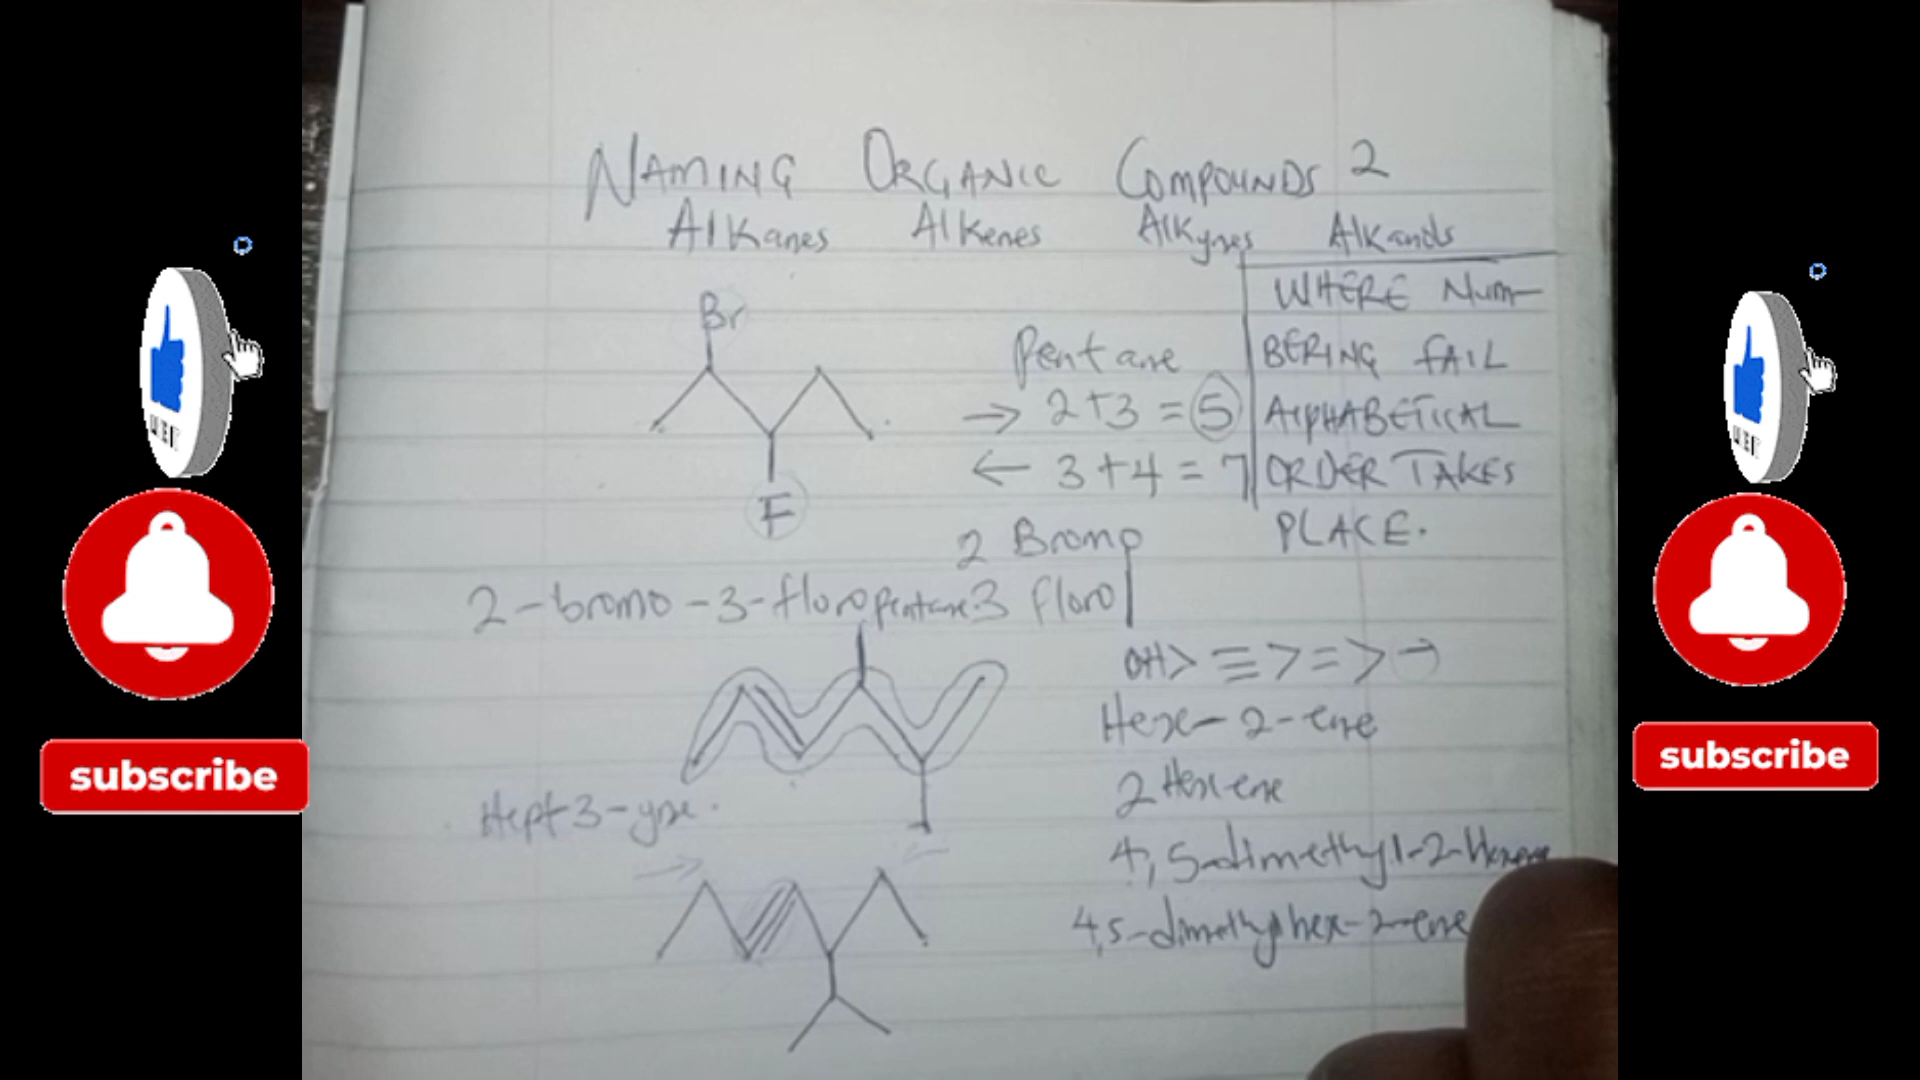 NAMING ORGANIC COMPOUNDS 2
Alkanes Alkenes Alkynes Alkanols
WHERE NUM-
BERING FAIL
ALPHABETICAL
ORDER TAKES
PLACE.
Br
F
Pentane
→ 2+3 = 5
← 3+4 = 7
2 Bromo
3 floro
2-bromo-3-floropentane
OH> ≡ > = > -
Hexe-2-ene
2 Hexene
4,5-dimethyl-2-Hexene
4,5-dimethylhex-2-ene
Hept 3-yne.
subscribe
subscribe